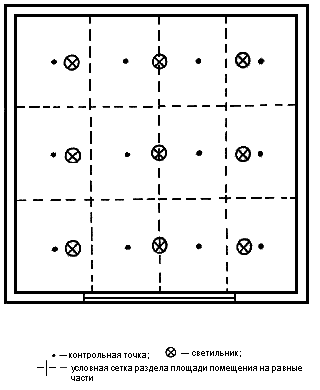 — контрольная точка; — светильник;
— условная сетка раздела площади помещения на равные
части